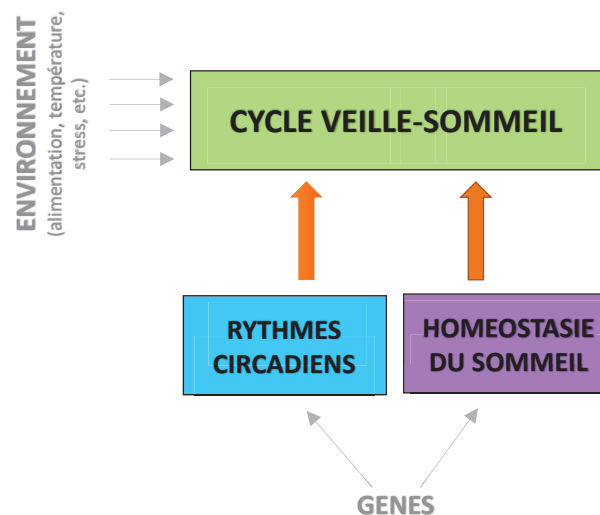 ENVIRONNEMENT
(alimentation, température,
stress, etc.)
CYCLE VEILLE-SOMMEIL
RYTHMES
CIRCADIENS
HOMEOSTASIE
DU SOMMEIL
GENES